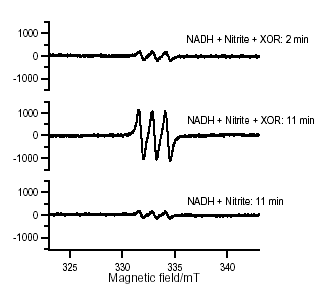 1000
0
-1000
NADH + Nitrite + XOR: 2 min
1000
0
-1000
NADH + Nitrite + XOR: 11 min
1000
0
-1000
NADH + Nitrite: 11 min
325 330 335 340
Magnetic field/mT